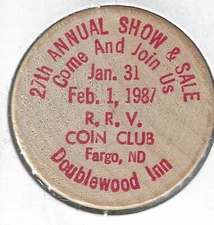 27th ANNUAL SHOW & SALE
Come And Join Us
Jan. 31
Feb. 1, 1987
R. R. V.
COIN CLUB
Fargo, ND
Doublewood Inn